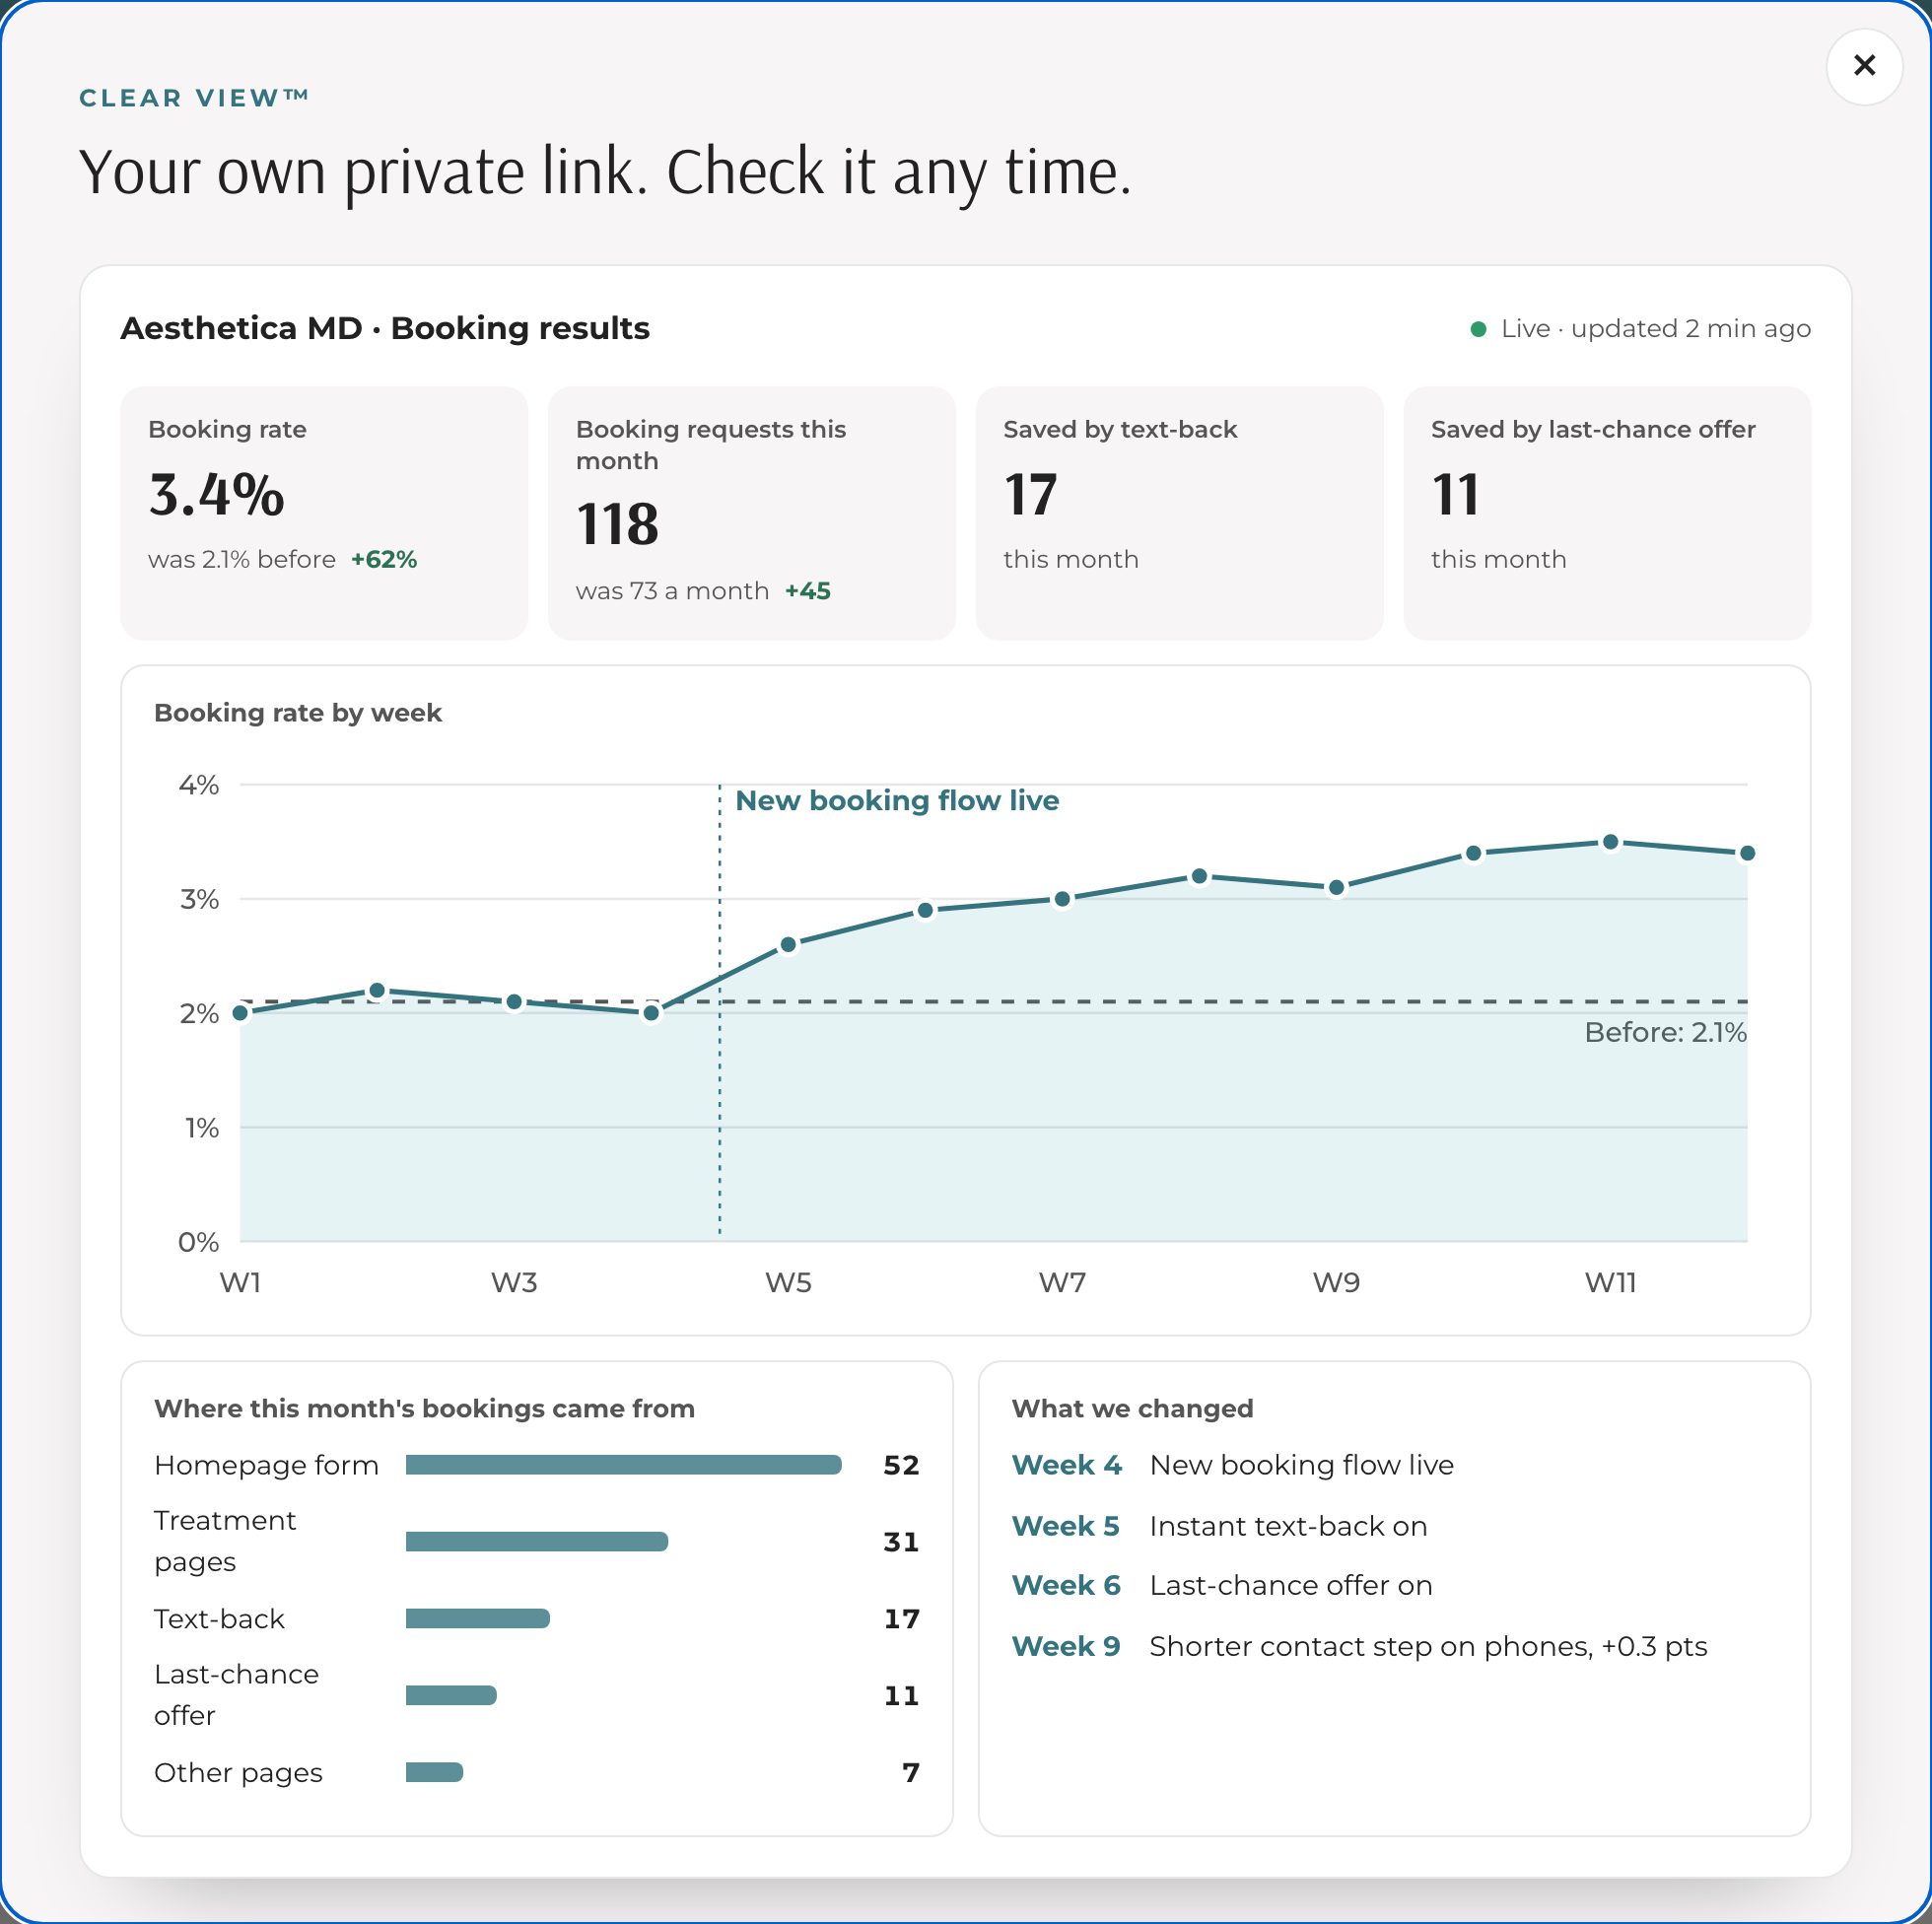 CLEAR VIEW™
Your own private link. Check it any time.
Aesthetica MD · Booking results
Live · updated 2 min ago
Booking rate
3.4%
was 2.1% before +62%
Booking requests this
month
118
was 73 a month +45
Saved by text-back
17
this month
Saved by last-chance offer
11
this month
Booking rate by week
4%
New booking flow live
3%
2%
Before: 2.1%
1%
0%
W1 W3 W5 W7 W9 W11
Where this month's bookings came from
Homepage form 52
Treatment
pages 31
Text-back 17
Last-chance
offer 11
Other pages 7
What we changed
Week 4 New booking flow live
Week 5 Instant text-back on
Week 6 Last-chance offer on
Week 9 Shorter contact step on phones, +0.3 pts